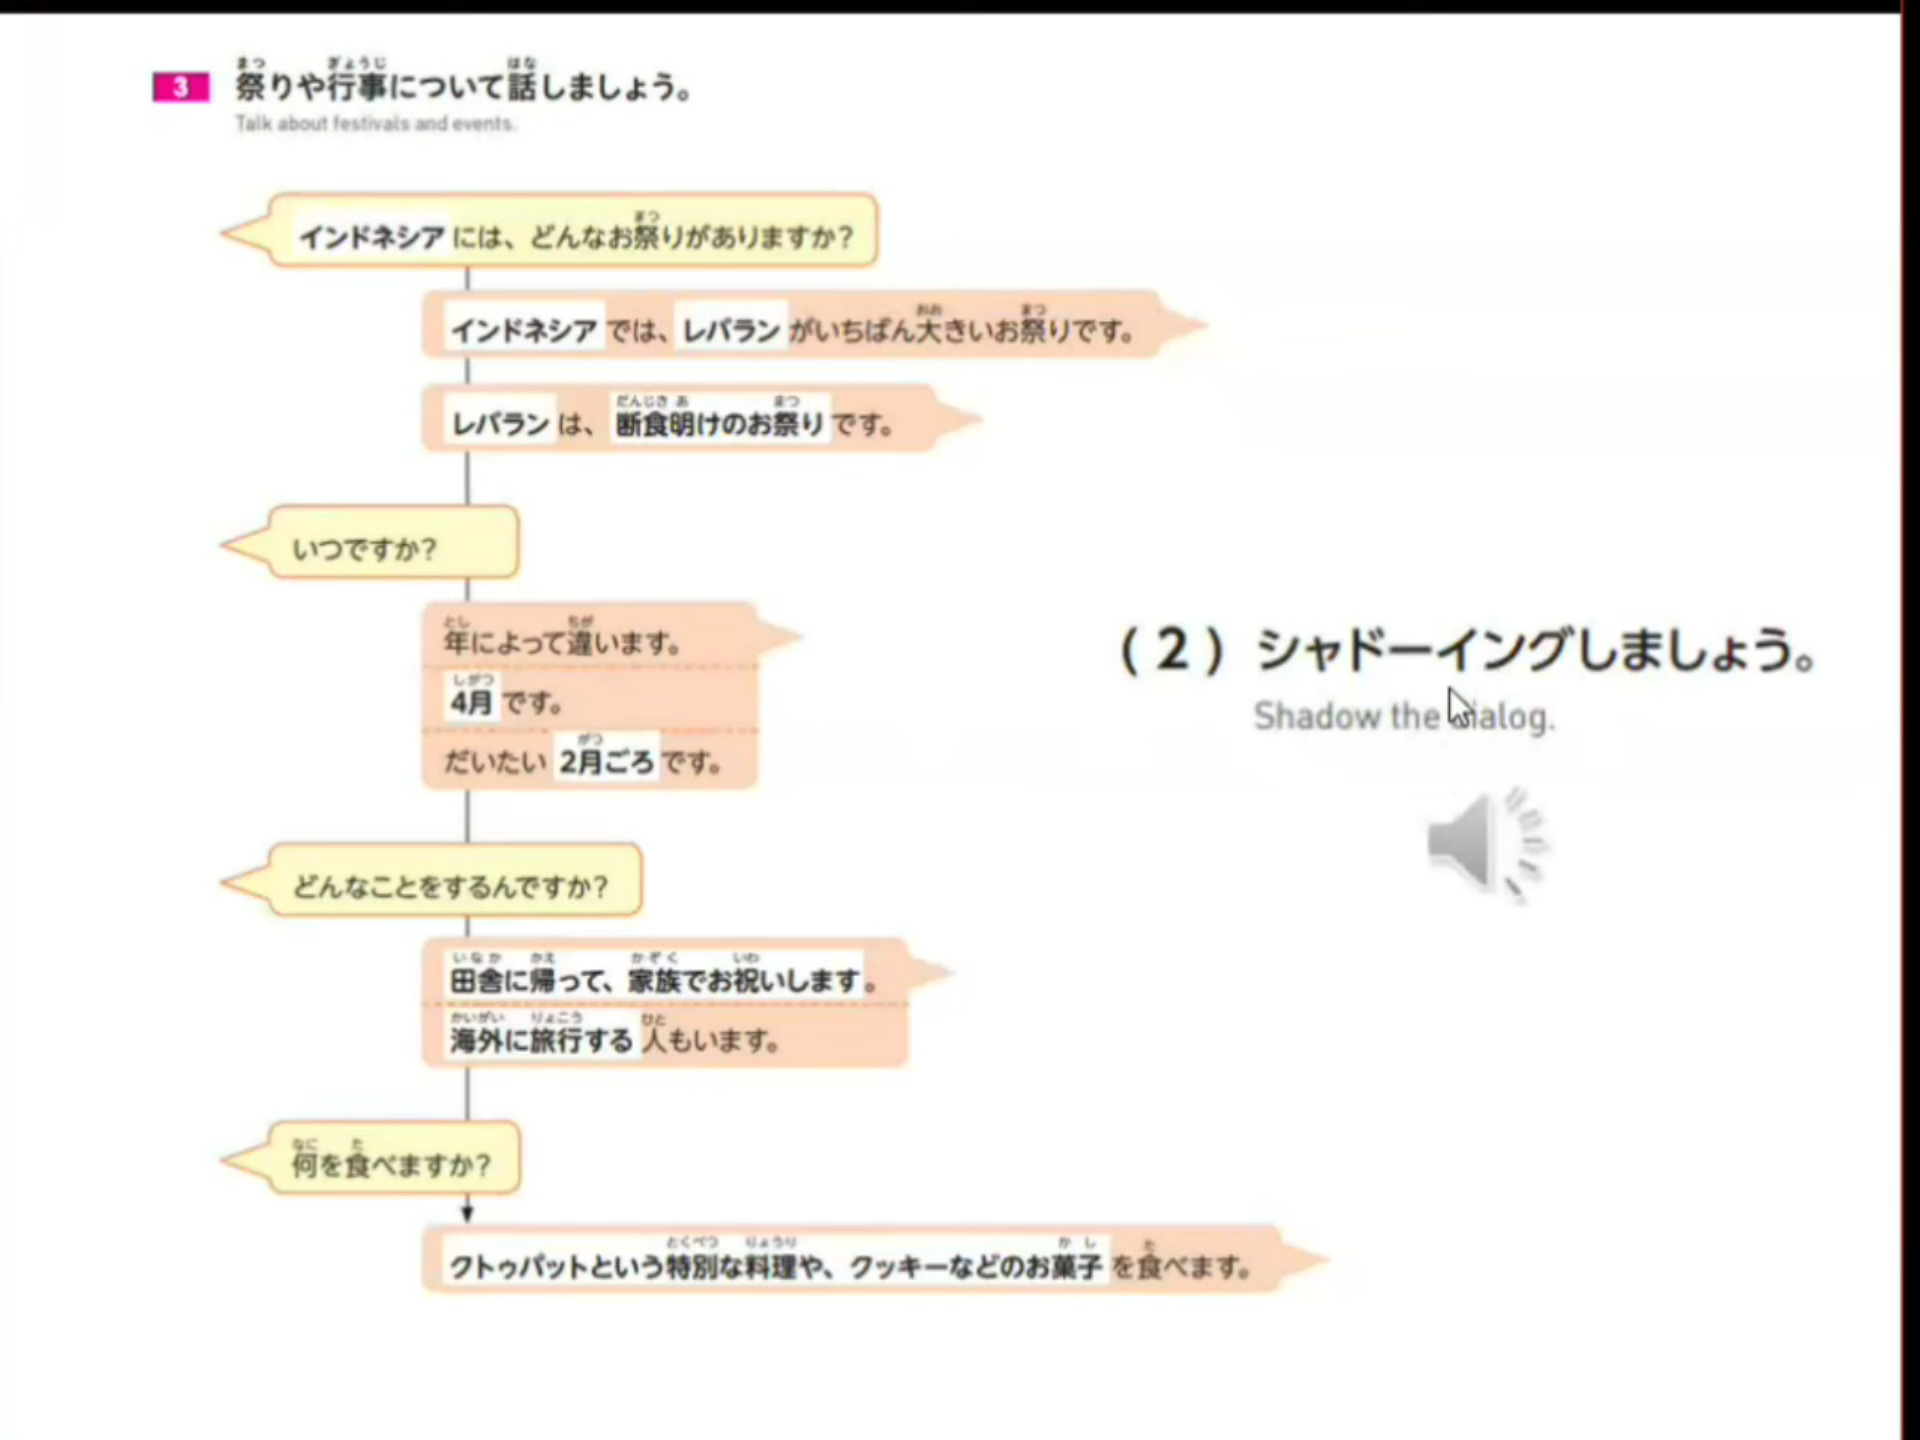 3 祭りや行事について話しましょう。
Talk about festivals and events.
インドネシア には、どんなお祭りがありますか?
インドネシア では、レバラン がいちばん大きいお祭りです。
レバラン は、断食明けのお祭り です。
いつですか?
年によって違います。
4月 です。
だいたい 2月ごろ です。
(2) シャドーイングしましょう。
Shadow the dialog.
どんなことをするんですか?
田舎に帰って、家族でお祝いします。
海外に旅行する 人もいます。
何を食べますか?
クトゥパットという特別な料理や、クッキーなどのお菓子 を食べます。